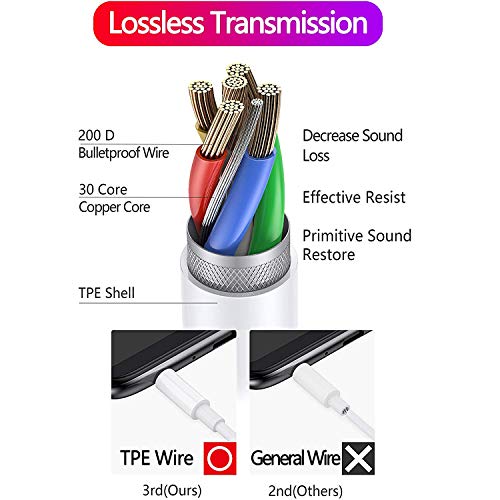 Lossless Transmission
200 D
Bulletproof Wire
30 Core
Copper Core
TPE Shell
Decrease Sound
Loss
Effective Resist
Primitive Sound
Restore
TPE Wire
3rd(Ours)
General Wire
2nd(Others)